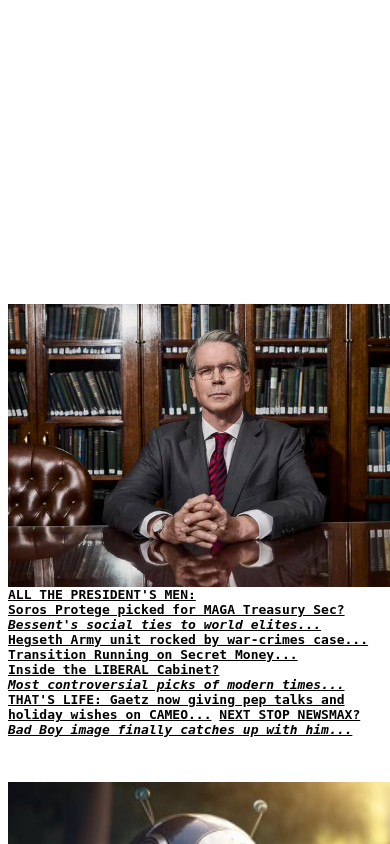 ALL THE PRESIDENT'S MEN:
Soros Protege picked for MAGA Treasury Sec?
Bessent's social ties to world elites...
Hegseth Army unit rocked by war-crimes case...
Transition Running on Secret Money...
Inside the LIBERAL Cabinet?
Most controversial picks of modern times...
THAT'S LIFE: Gaetz now giving pep talks and
holiday wishes on CAMEO... NEXT STOP NEWSMAX?
Bad Boy image finally catches up with him...